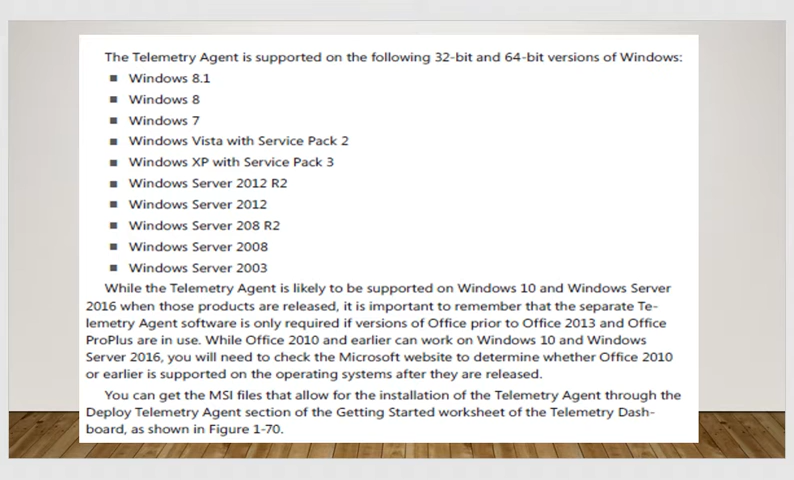 The Telemetry Agent is supported on the following 32-bit and 64-bit versions of Windows:
■ Windows 8.1
■ Windows 8
■ Windows 7
■ Windows Vista with Service Pack 2
■ Windows XP with Service Pack 3
■ Windows Server 2012 R2
■ Windows Server 2012
■ Windows Server 208 R2
■ Windows Server 2008
■ Windows Server 2003
While the Telemetry Agent is likely to be supported on Windows 10 and Windows Server
2016 when those products are released, it is important to remember that the separate Te-
lemetry Agent software is only required if versions of Office prior to Office 2013 and Office
ProPlus are in use. While Office 2010 and earlier can work on Windows 10 and Windows
Server 2016, you will need to check the Microsoft website to determine whether Office 2010
or earlier is supported on the operating systems after they are released.
You can get the MSI files that allow for the installation of the Telemetry Agent through the
Deploy Telemetry Agent section of the Getting Started worksheet of the Telemetry Dash-
board, as shown in Figure 1-70.